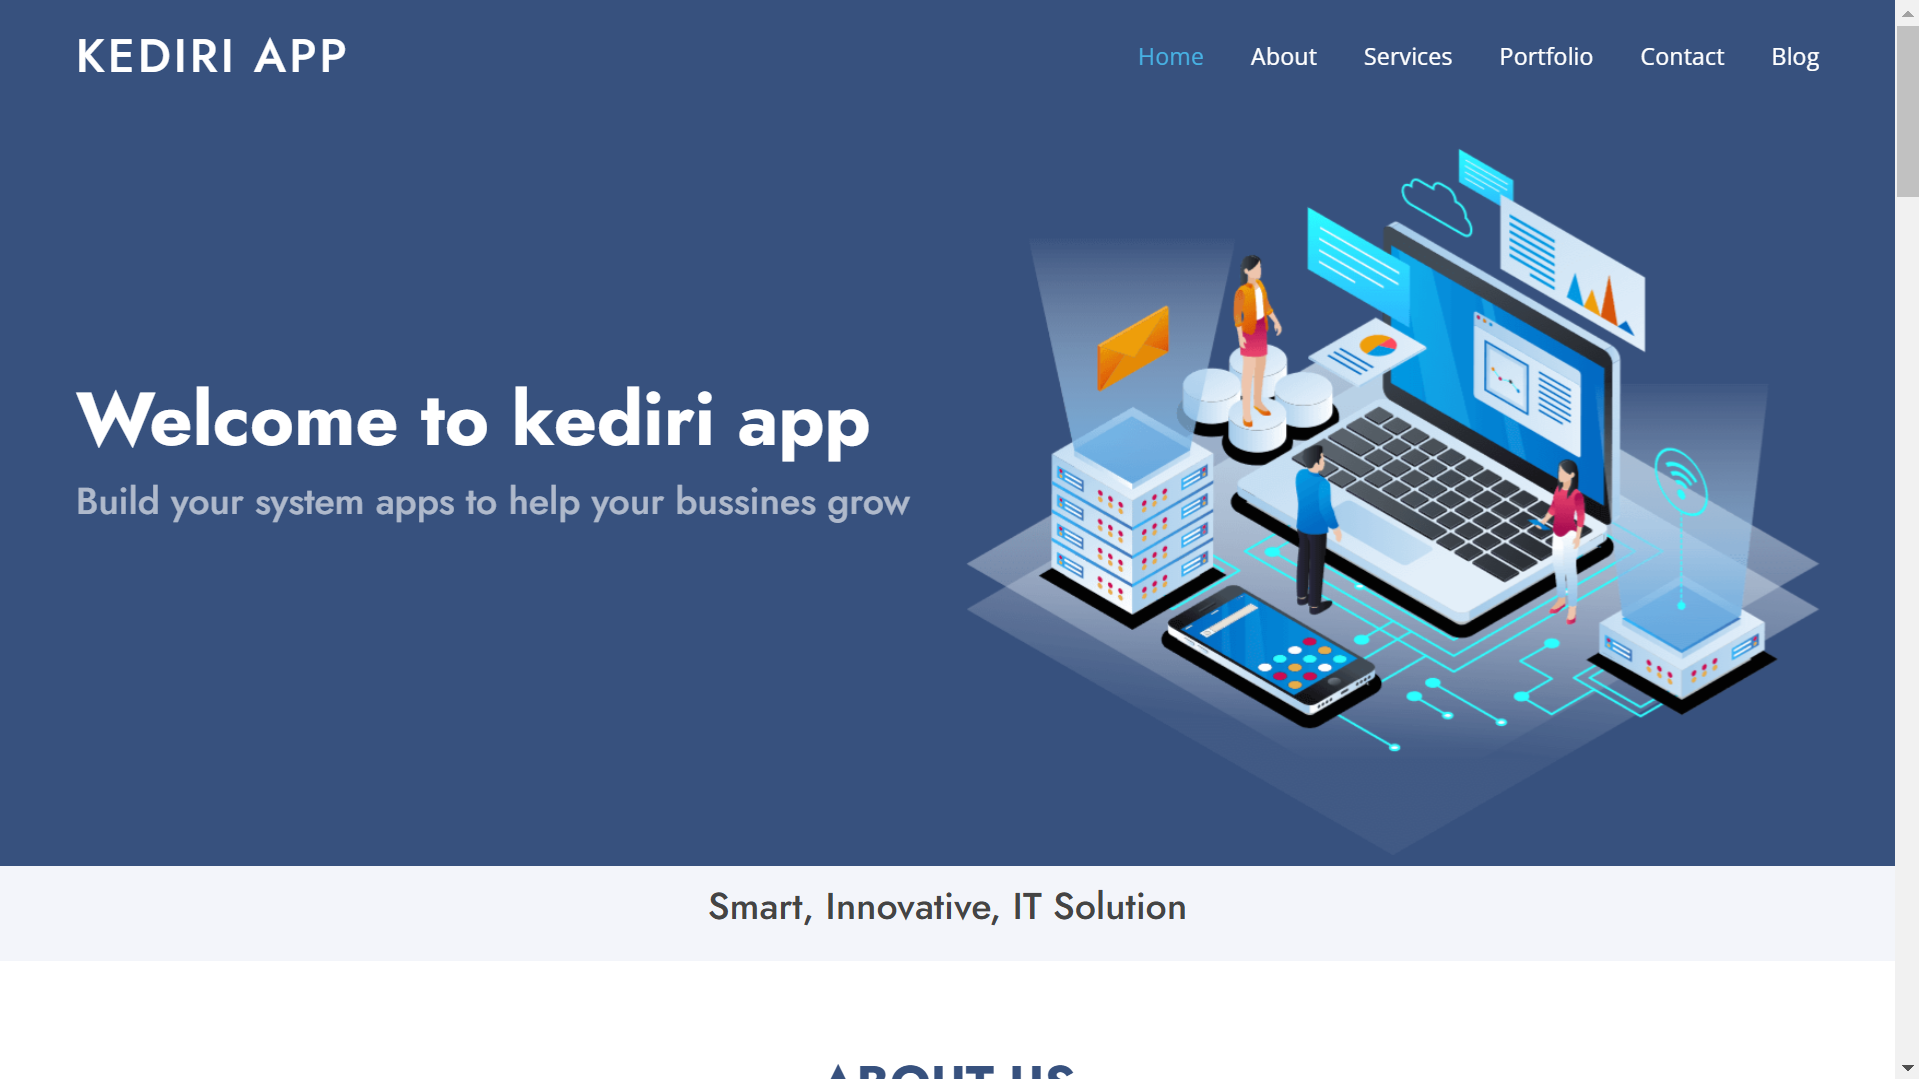 KEDIRI APP
Home About Services Portfolio Contact Blog
Welcome to kediri app
Build your system apps to help your bussines grow
Smart, Innovative, IT Solution
ABOUT US